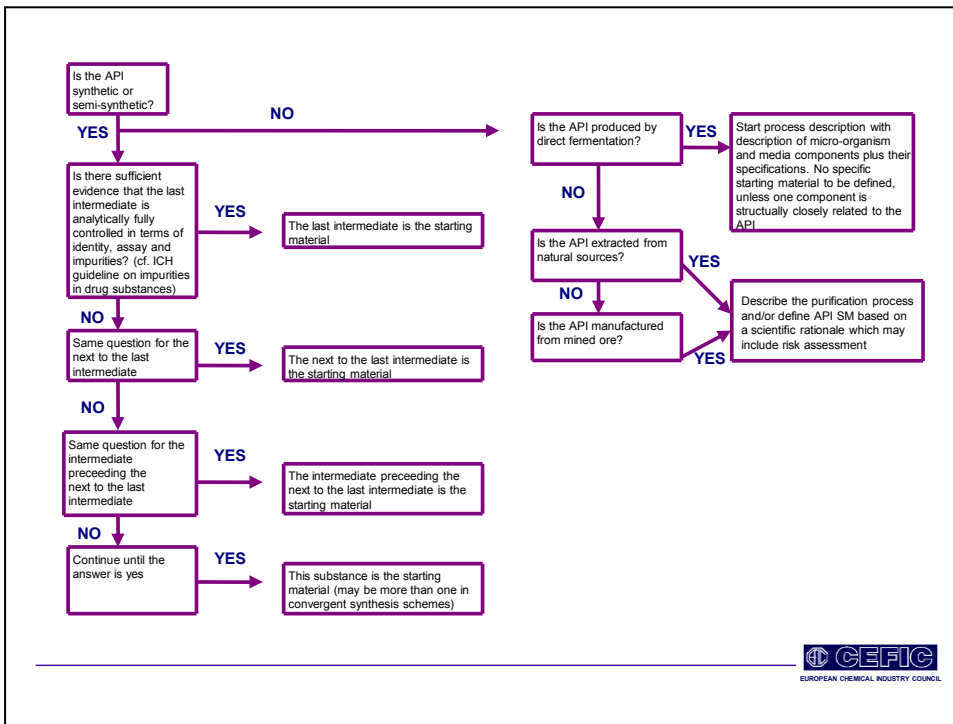 Is the API
synthetic or
semi-synthetic?
NO
YES
Is the API produced by
direct fermentation?
YES
Start process description with
description of micro-organism
and media components plus their
specifications. No specific
starting material to be defined,
unless one component is
structually closely related to the
API
Is there sufficient
evidence that the last
intermediate is
analytically fully
controlled in terms of
identity, assay and
impurities? (cf. ICH
guideline on impurities
in drug substances)
YES
The last intermediate is the starting
material
NO
Is the API extracted from
natural sources?
YES
NO
Describe the purification process
and/or define API SM based on
a scientific rationale which may
include risk assessment
Is the API manufactured
from mined ore?
YES
NO
Same question for the
next to the last
intermediate
YES
The next to the last intermediate is
the starting material
NO
Same question for the
intermediate
preceeding the
next to the last
intermediate
YES
The intermediate preceeding the
next to the last intermediate is the
starting material
NO
Continue until the
answer is yes
YES
This substance is the starting
material (may be more than one in
convergent synthesis schemes)
CEFIC
EUROPEAN CHEMICAL INDUSTRY COUNCIL